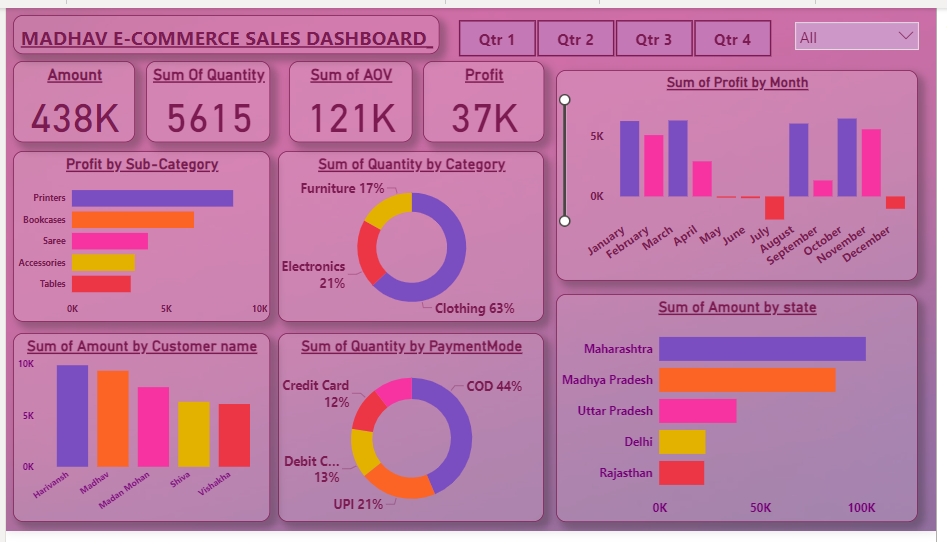 MADHAV E-COMMERCE SALES DASHBOARD_
Qtr 1
Qtr 2
Qtr 3
Qtr 4
All
Amount
438K
Sum Of Quantity
5615
Sum of AOV
121K
Profit
37K
Sum of Profit by Month
5K
0K
January
February
March
April
May
June
July
August
September
October
November
December
Profit by Sub-Category
Printers
Bookcases
Saree
Accessories
Tables
0K
5K
10K
Sum of Quantity by Category
Furniture 17%
Electronics
21%
Clothing 63%
Sum of Amount by state
Maharashtra
Madhya Pradesh
Uttar Pradesh
Delhi
Rajasthan
0K
50K
100K
Sum of Amount by Customer name
10K
5K
0K
Harivansh
Madhav
Madan Mohan
Shiva
Vishakha
Sum of Quantity by PaymentMode
Credit Card
12%
COD 44%
Debit C...
13%
UPI 21%